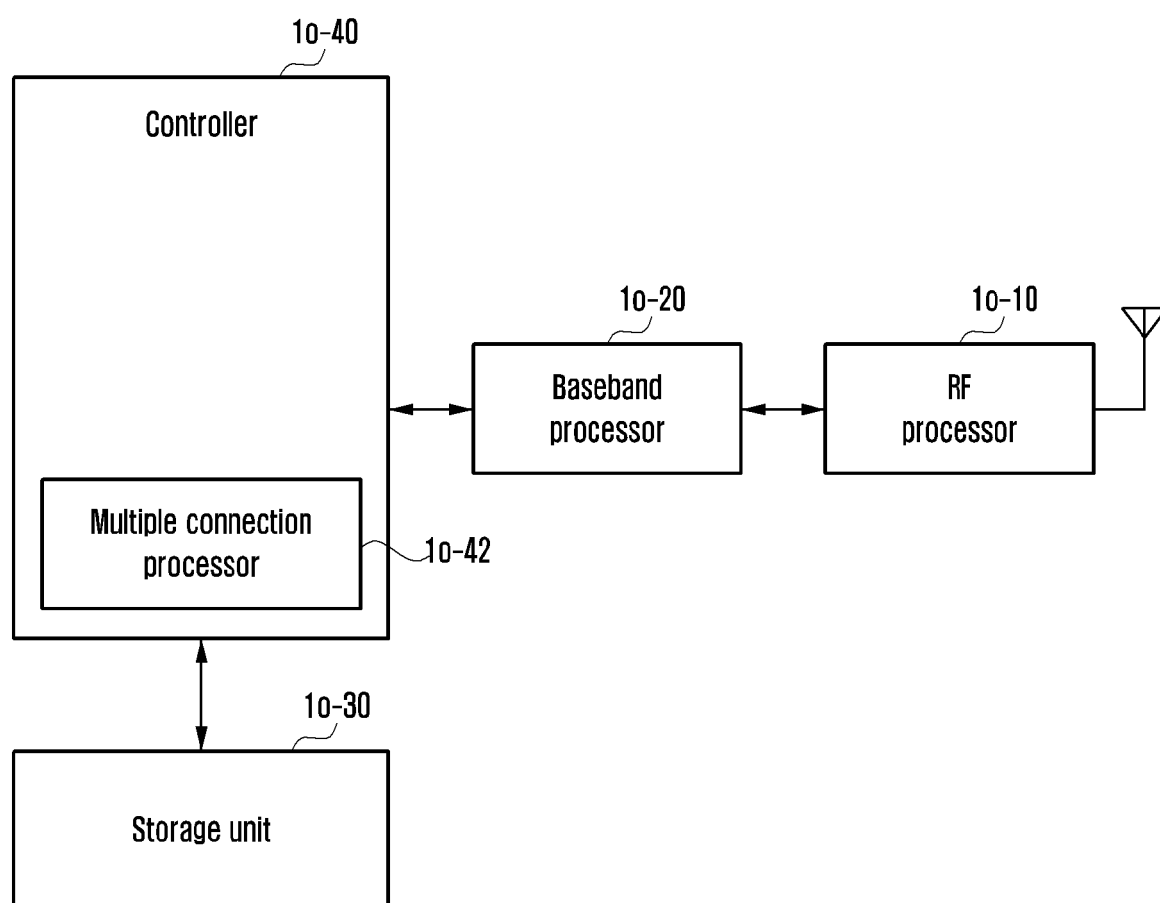 1o-40
Controller
1o-20
1o-10
Baseband
processor
RF
processor
Multiple connection
processor
1o-42
1o-30
Storage unit